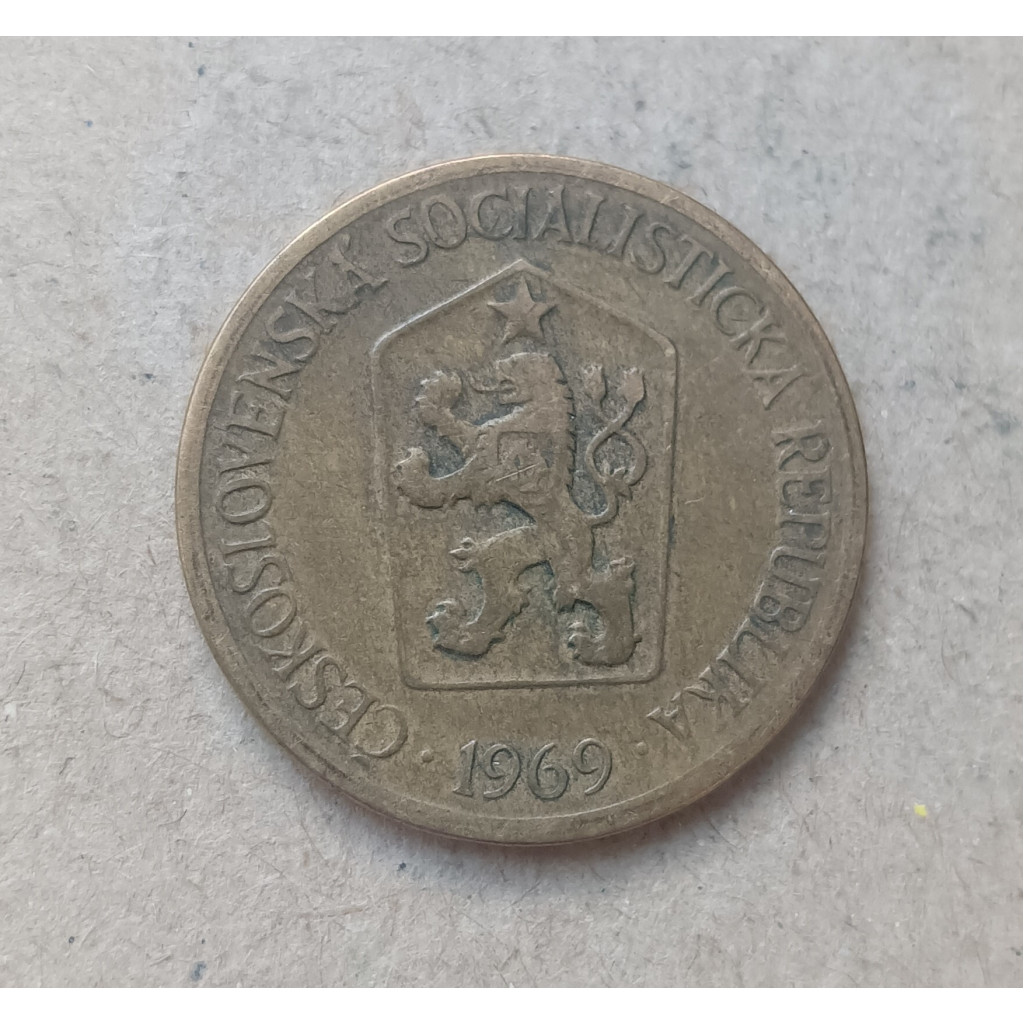 ČESKOSLOVENSKÁ SOCIALISTICKÁ REPUBLIKA
· 1969 ·